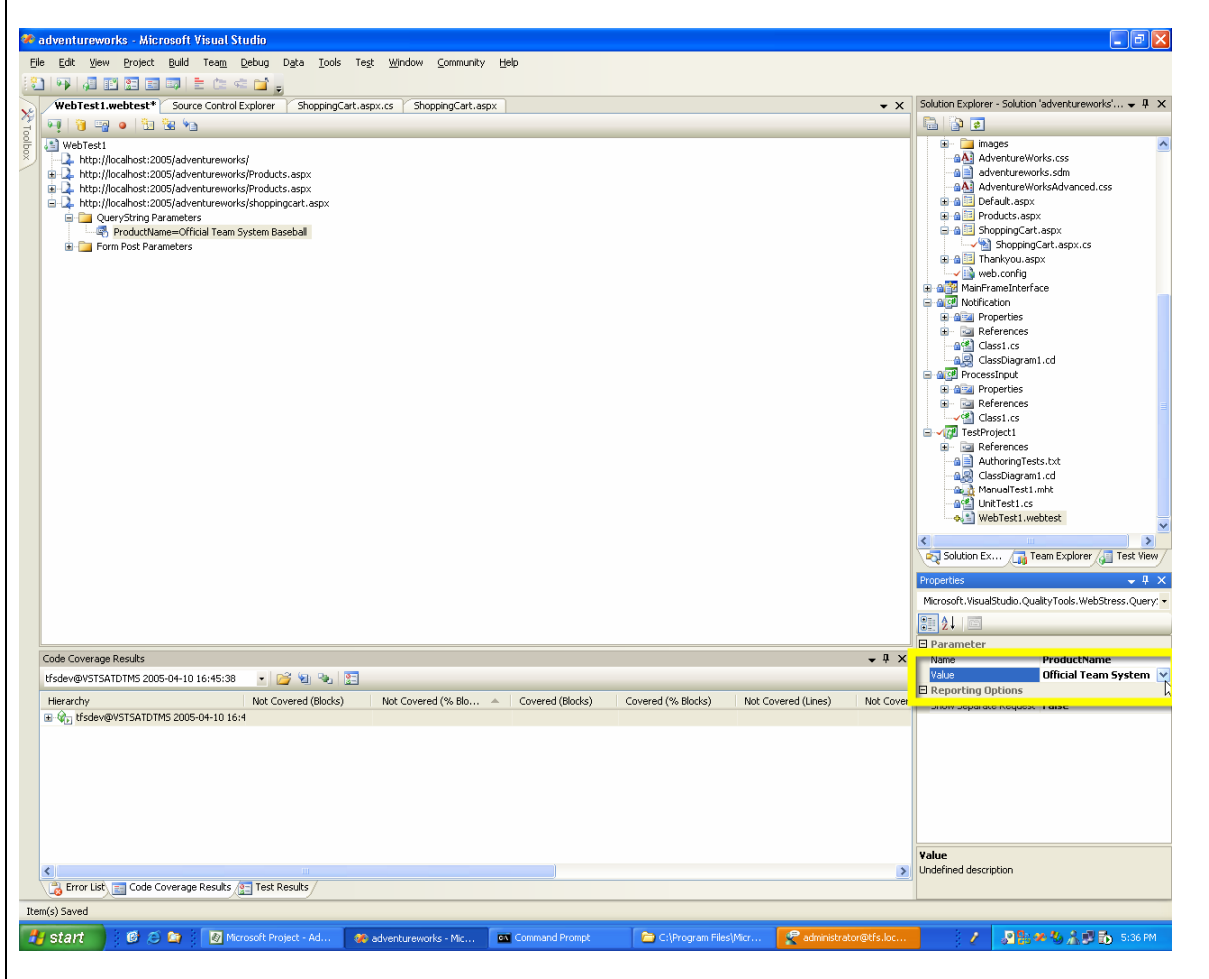 adventureworks - Microsoft Visual Studio
File Edit View Project Build Team Debug Data Tools Test Window Community Help
WebTest1.webtest* Source Control Explorer ShoppingCart.aspx.cs ShoppingCart.aspx
Toolbox
WebTest1
http://localhost:2005/adventureworks/
http://localhost:2005/adventureworks/Products.aspx
http://localhost:2005/adventureworks/Products.aspx
http://localhost:2005/adventureworks/shoppingcart.aspx
QueryString Parameters
ProductName=Official Team System Baseball
Form Post Parameters
Solution Explorer - Solution 'adventureworks'...
images
AdventureWorks.css
adventureworks.sdm
AdventureWorksAdvanced.css
Default.aspx
Products.aspx
ShoppingCart.aspx
ShoppingCart.aspx.cs
Thankyou.aspx
web.config
MainFrameInterface
Notification
Properties
References
Class1.cs
ClassDiagram1.cd
ProcessInput
Properties
References
Class1.cs
TestProject1
References
AuthoringTests.txt
ClassDiagram1.cd
ManualTest1.mht
UnitTest1.cs
WebTest1.webtest
Solution Ex... Team Explorer Test View
Properties
Microsoft.VisualStudio.QualityTools.WebStress.Query
Parameter
Name ProductName
Value Official Team System
Reporting Options
Show Separate Request False
Value
Undefined description
Code Coverage Results
tfsdev@VSTSATDTMS 2005-04-10 16:45:38
Hierarchy Not Covered (Blocks) Not Covered (% Blo... Covered (Blocks) Covered (% Blocks) Not Covered (Lines) Not Cover
tfsdev@VSTSATDTMS 2005-04-10 16:4
Error List Code Coverage Results Test Results
Item(s) Saved
start Microsoft Project - Ad... adventureworks - Mic... Command Prompt C:\Program Files\Micr... administrator@tfs.loc... 5:36 PM